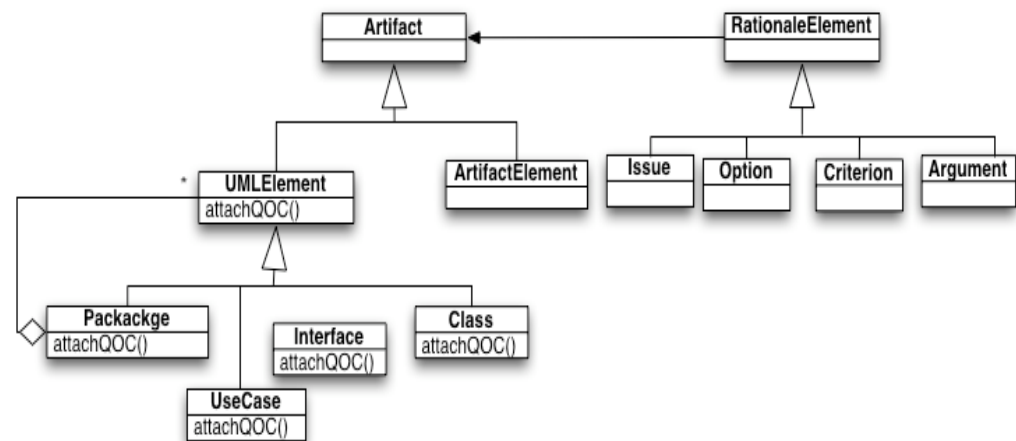 Artifact
RationaleElement
*
UMLElement
attachQOC()
ArtifactElement
Issue
Option
Criterion
Argument
Packackge
attachQOC()
Interface
attachQOC()
Class
attachQOC()
UseCase
attachQOC()